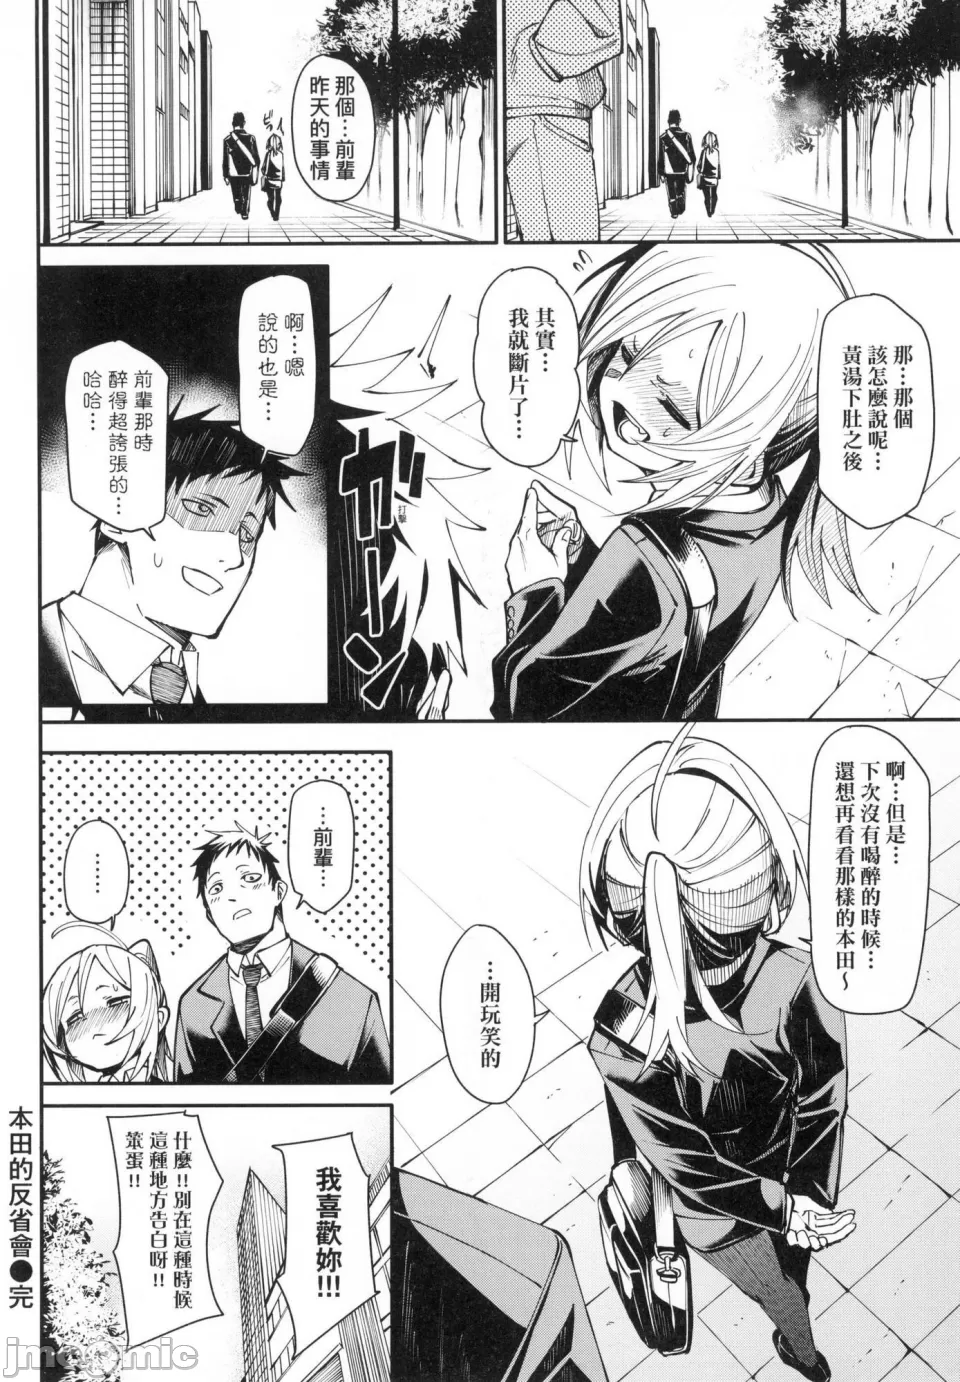 那個…前輩
昨天的事情
ビイ
那…那個
該怎麼說呢…
黃湯下肚之後
其實…
我就斷片了…
ガーン
打擊
啊…嗯
說的也是…
前輩那時
醉得超誇張的…
哈哈…
啊…但是…
下次沒有喝醉的時候…
還想再看看那樣的本田～
…開玩笑的
…前輩
…
我喜歡妳!!!
什麼!!別在這種時候
這種地方告白呀!!
笨蛋!!
本田的反省會●完
jmcomic